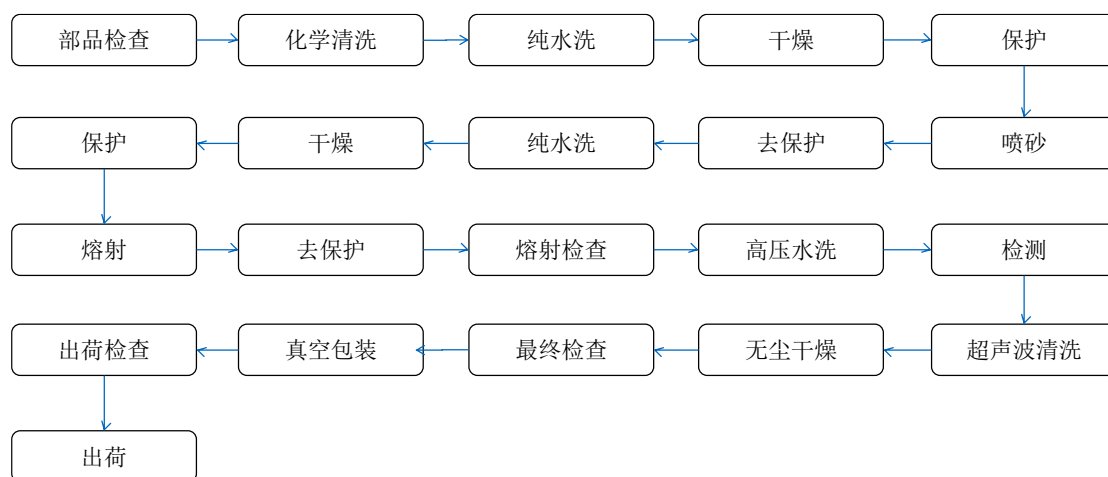 部品检查
化学清洗
纯水洗
干燥
保护
保护
干燥
纯水洗
去保护
喷砂
熔射
去保护
熔射检查
高压水洗
检测
出荷检查
真空包装
最终检查
无尘干燥
超声波清洗
出荷